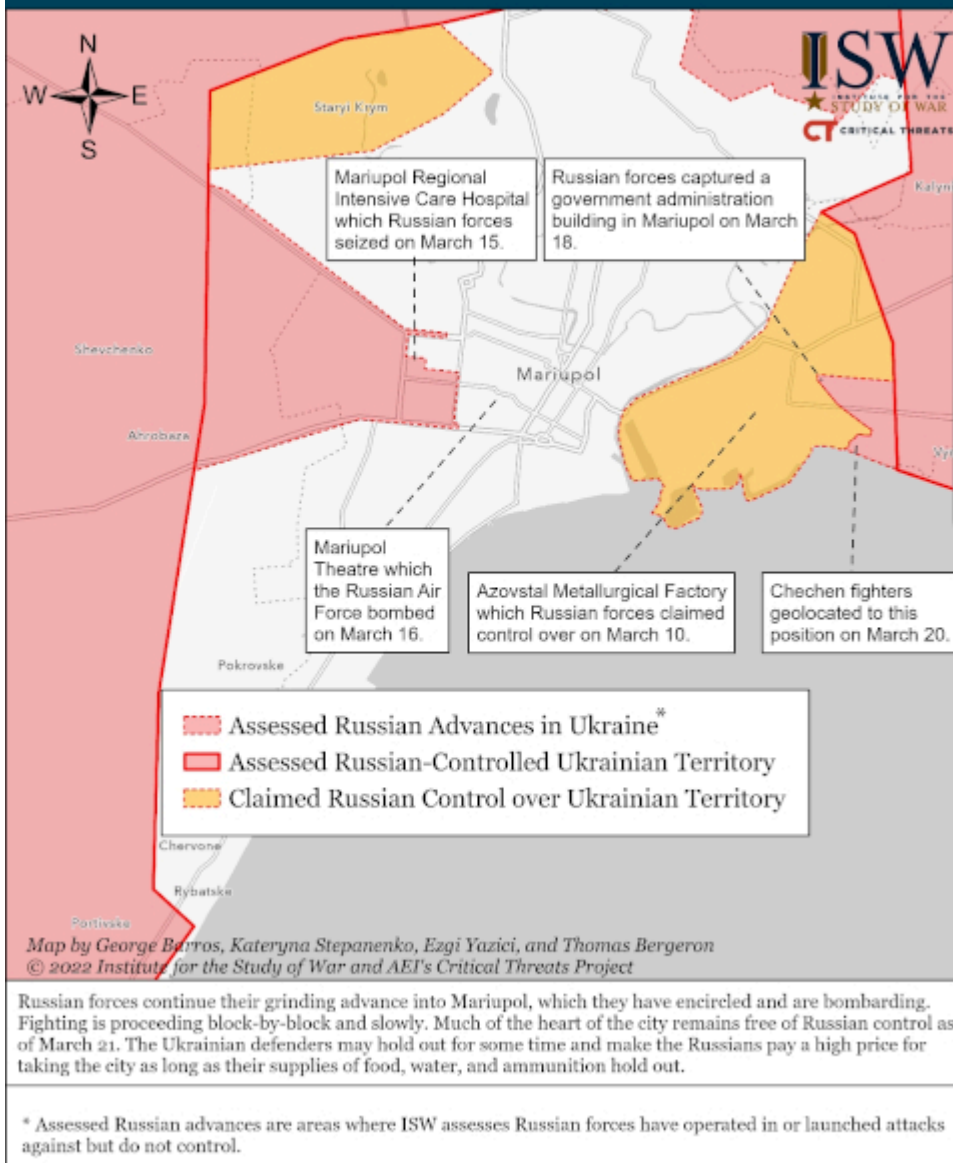 N
W E
S
ISW
INSTITUTE FOR THE
STUDY OF WAR
CT CRITICAL THREATS
Staryi Krym
Mariupol Regional
Intensive Care Hospital
which Russian forces
seized on March 15.
Russian forces captured a
government administration
building in Mariupol on March
18.
Kalyn
Shevchenko
Mariupol
Ahrobaza
Mariupol
Theatre which
the Russian Air
Force bombed
on March 16.
Azovstal Metallurgical Factory
which Russian forces claimed
control over on March 10.
Chechen fighters
geolocated to this
position on March 20.
Pokrovske
Assessed Russian Advances in Ukraine*
Assessed Russian-Controlled Ukrainian Territory
Claimed Russian Control over Ukrainian Territory
Chervone
Rybatske
Portivske
Map by George Barros, Kateryna Stepanenko, Ezgi Yazici, and Thomas Bergeron
© 2022 Institute for the Study of War and AEI's Critical Threats Project
Russian forces continue their grinding advance into Mariupol, which they have encircled and are bombarding.
Fighting is proceeding block-by-block and slowly. Much of the heart of the city remains free of Russian control as
of March 21. The Ukrainian defenders may hold out for some time and make the Russians pay a high price for
taking the city as long as their supplies of food, water, and ammunition hold out.
* Assessed Russian advances are areas where ISW assesses Russian forces have operated in or launched attacks
against but do not control.